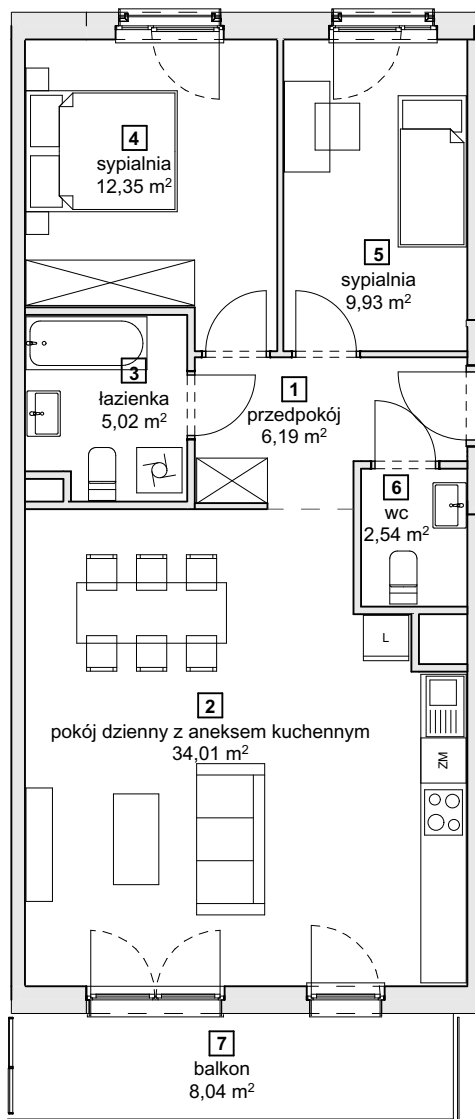 4
sypialnia
12,35 m²
5
sypialnia
9,93 m²
3
łazienka
5,02 m²
1
przedpokój
6,19 m²
6
wc
2,54 m²
L
2
pokój dzienny z aneksem kuchennym
34,01 m²
ZM
7
balkon
8,04 m²